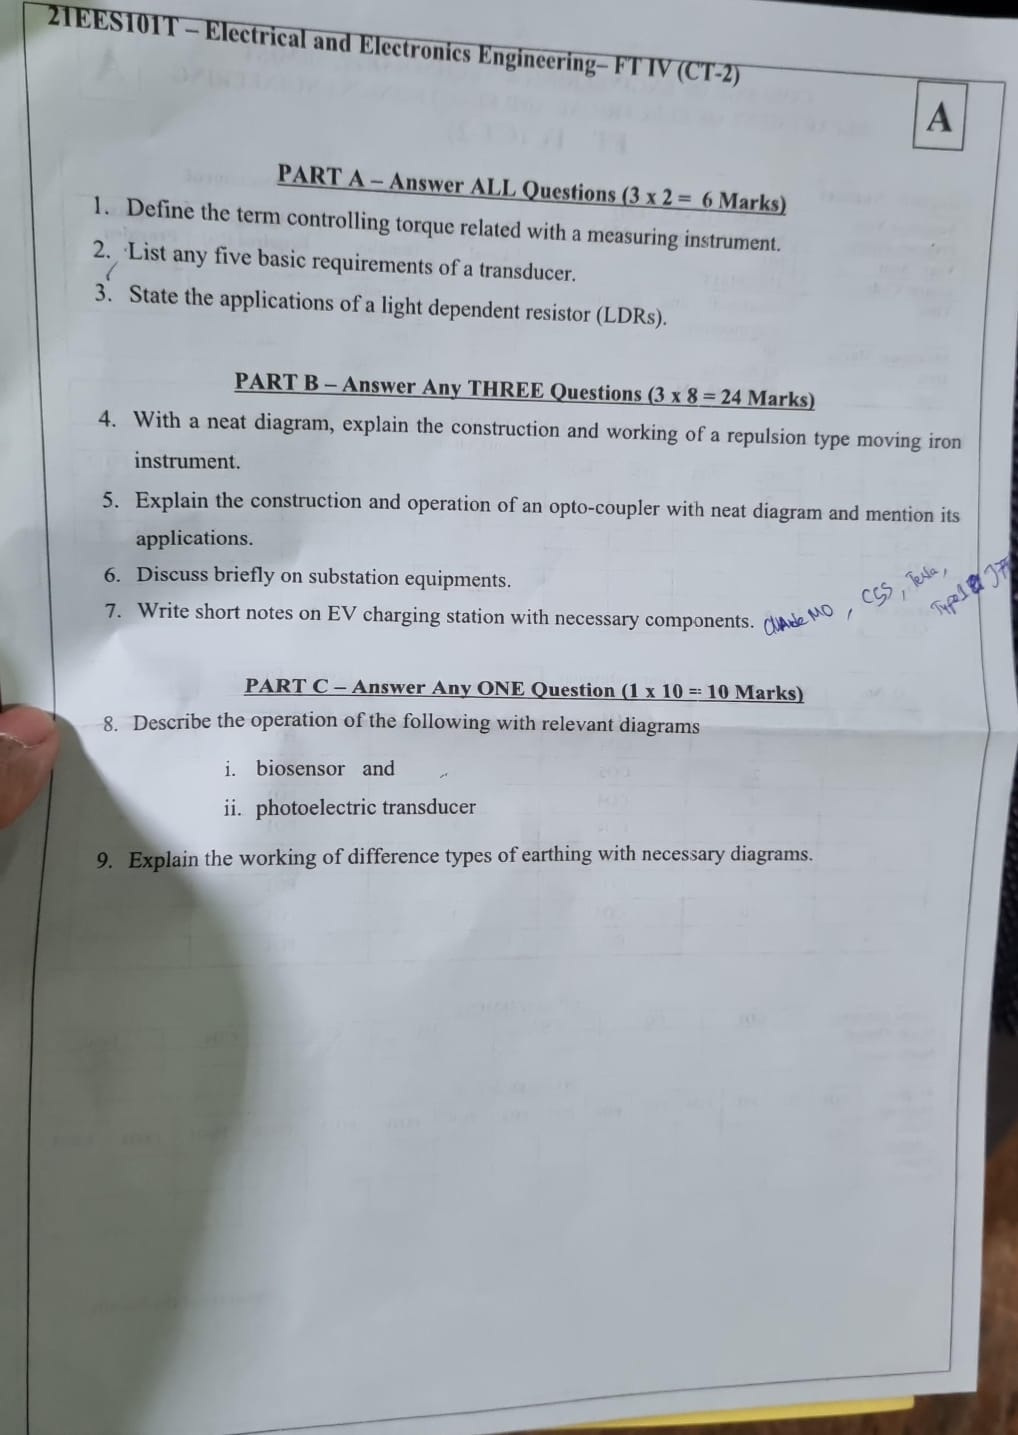 21EES101T – Electrical and Electronics Engineering– FT IV (CT-2)
A
PART A – Answer ALL Questions (3 x 2 = 6 Marks)
1. Define the term controlling torque related with a measuring instrument.
2. List any five basic requirements of a transducer.
3. State the applications of a light dependent resistor (LDRs).
PART B – Answer Any THREE Questions (3 x 8 = 24 Marks)
4. With a neat diagram, explain the construction and working of a repulsion type moving iron
instrument.
5. Explain the construction and operation of an opto-coupler with neat diagram and mention its
applications.
6. Discuss briefly on substation equipments.
7. Write short notes on EV charging station with necessary components. CHAdeMO, CSS, Tesla,
Type1
PART C – Answer Any ONE Question (1 x 10 = 10 Marks)
8. Describe the operation of the following with relevant diagrams
i. biosensor and
ii. photoelectric transducer
9. Explain the working of difference types of earthing with necessary diagrams.